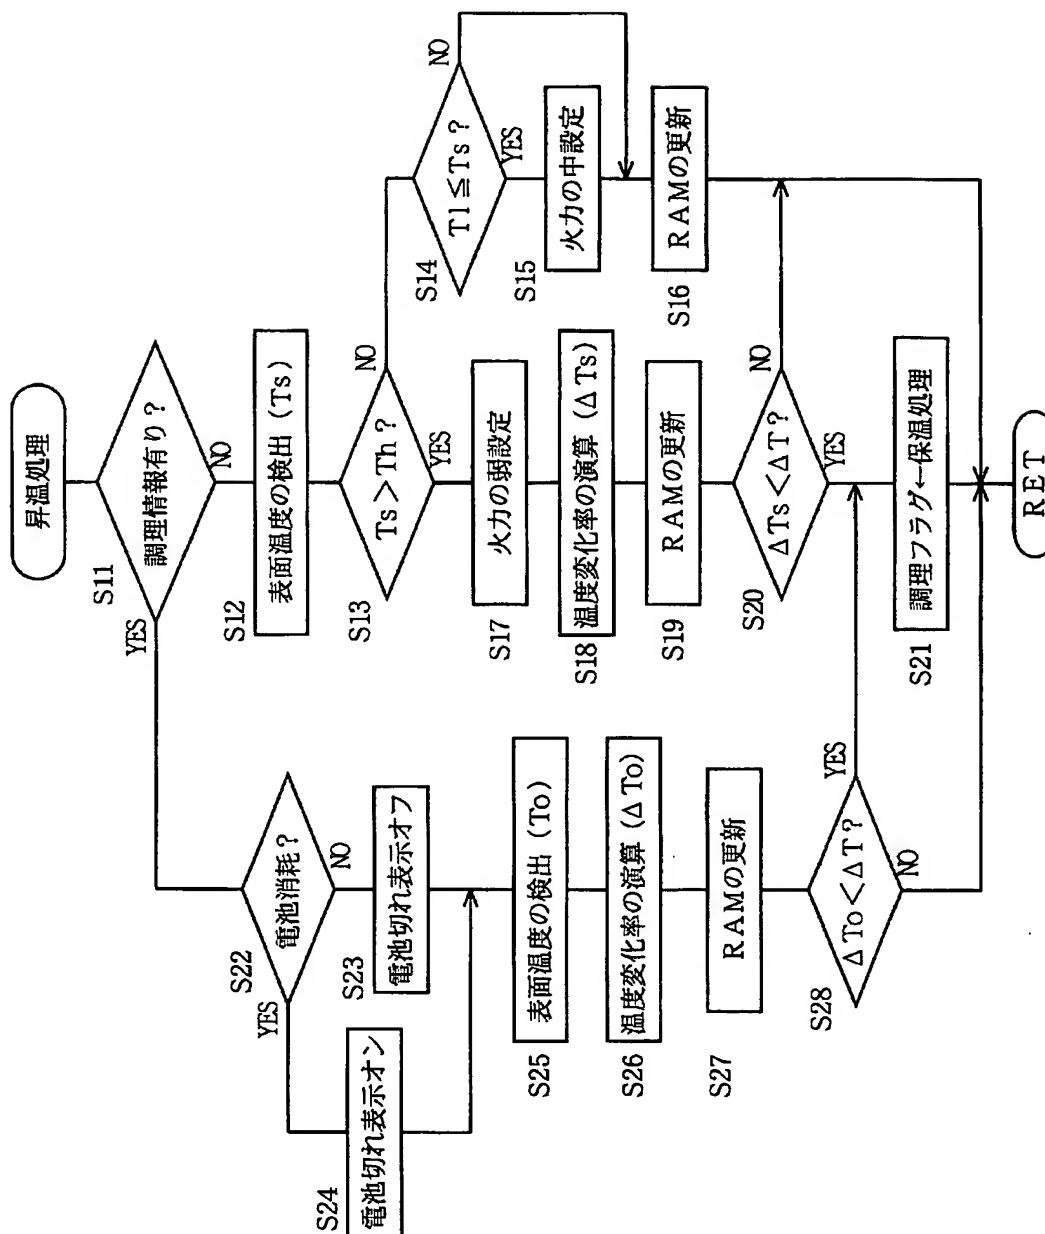 昇温処理
S11
調理情報有り?
YES
NO
S12
表面温度の検出 (Ts)
S13
Ts>Th?
NO
YES
S14
Tl≦Ts?
NO
YES
S15
火力の中設定
S16
RAMの更新
S17
火力の弱設定
S18
温度変化率の演算 (ΔTs)
S19
RAMの更新
S20
ΔTs<ΔT?
NO
YES
S21
調理フラグ←保温処理
S22
電池消耗?
YES
NO
S23
電池切れ表示オフ
S24
電池切れ表示オン
S25
表面温度の検出 (To)
S26
温度変化率の演算 (ΔTo)
S27
RAMの更新
S28
ΔTo<ΔT?
YES
NO
RET